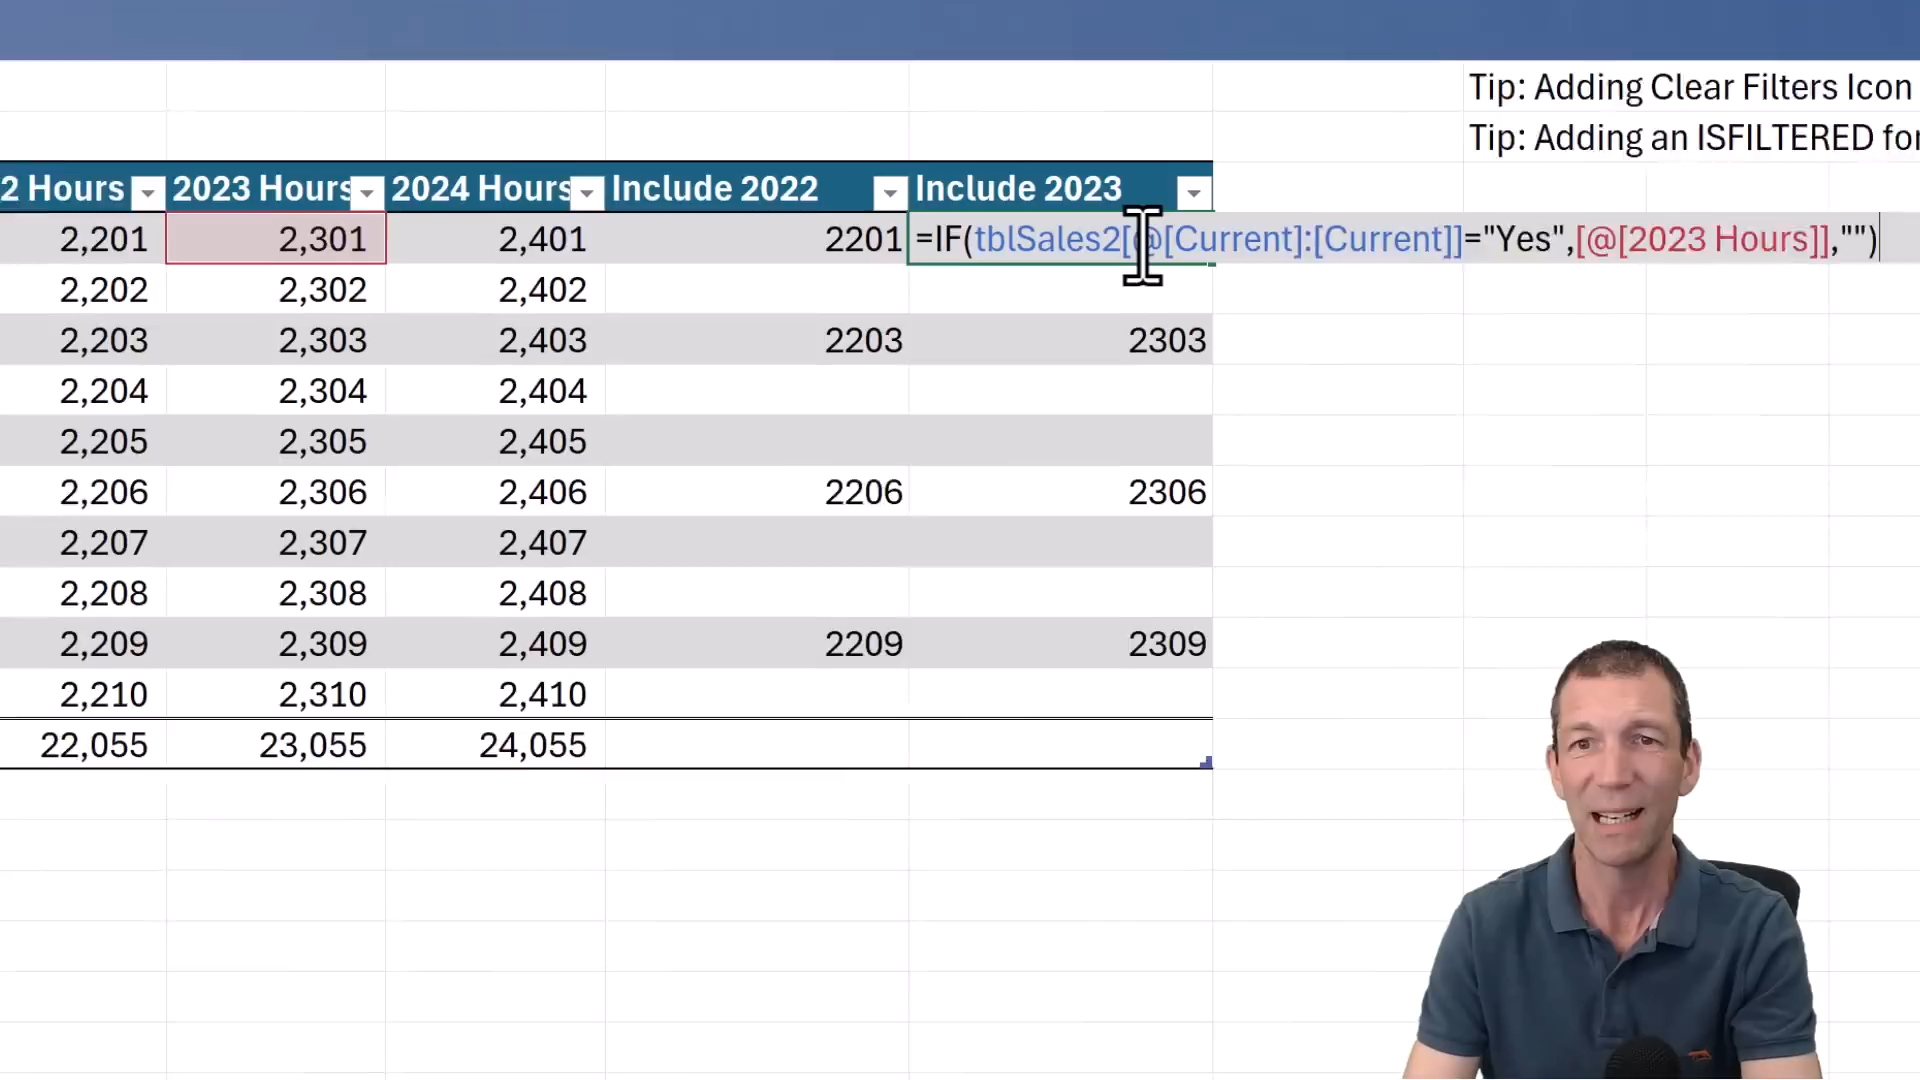 Tip: Adding Clear Filters Icon
Tip: Adding an ISFILTERED for
2 Hours 2023 Hours 2024 Hours Include 2022 Include 2023
2,201 2,301 2,401 2201 =IF(tblSales2[@[Current]:[Current]]="Yes",[@[2023 Hours]],"")
2,202 2,302 2,402
2,203 2,303 2,403 2203 2303
2,204 2,304 2,404
2,205 2,305 2,405
2,206 2,306 2,406 2206 2306
2,207 2,307 2,407
2,208 2,308 2,408
2,209 2,309 2,409 2209 2309
2,210 2,310 2,410
22,055 23,055 24,055